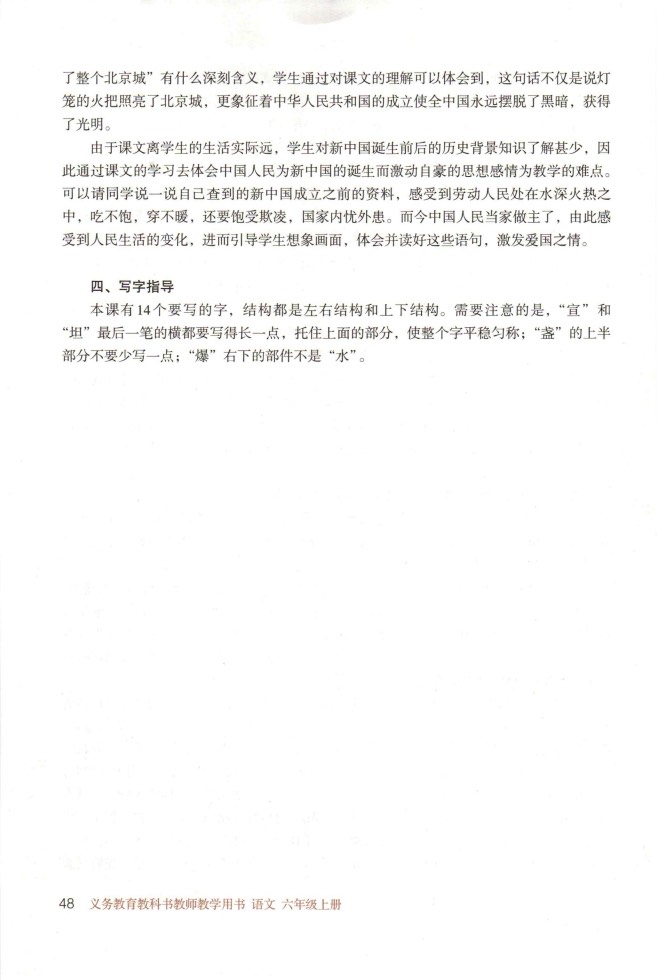 了整个北京城”有什么深刻含义，学生通过对课文的理解可以体会到，这句话不仅是说灯
笼的火把照亮了北京城，更象征着中华人民共和国的成立使全中国永远摆脱了黑暗，获得
了光明。
由于课文离学生的生活实际远，学生对新中国诞生前后的历史背景知识了解甚少，因
此通过课文的学习去体会中国人民为新中国的诞生而激动自豪的思想感情为教学的难点。
可以请同学说一说自己查到的新中国成立之前的资料，感受到劳动人民处在水深火热之
中，吃不饱，穿不暖，还要饱受欺凌，国家内忧外患。而今中国人民当家做主了，由此感
受到人民生活的变化，进而引导学生想象画面，体会并读好这些语句，激发爱国之情。
四、写字指导
本课有14个要写的字，结构都是左右结构和上下结构。需要注意的是，“宣”和
“坦”最后一笔的横都要写得长一点，托住上面的部分，使整个字平稳匀称；“盏”的上半
部分不要少写一点；“爆”右下的部件不是“水”。
48 义务教育教科书教师教学用书 语文 六年级上册